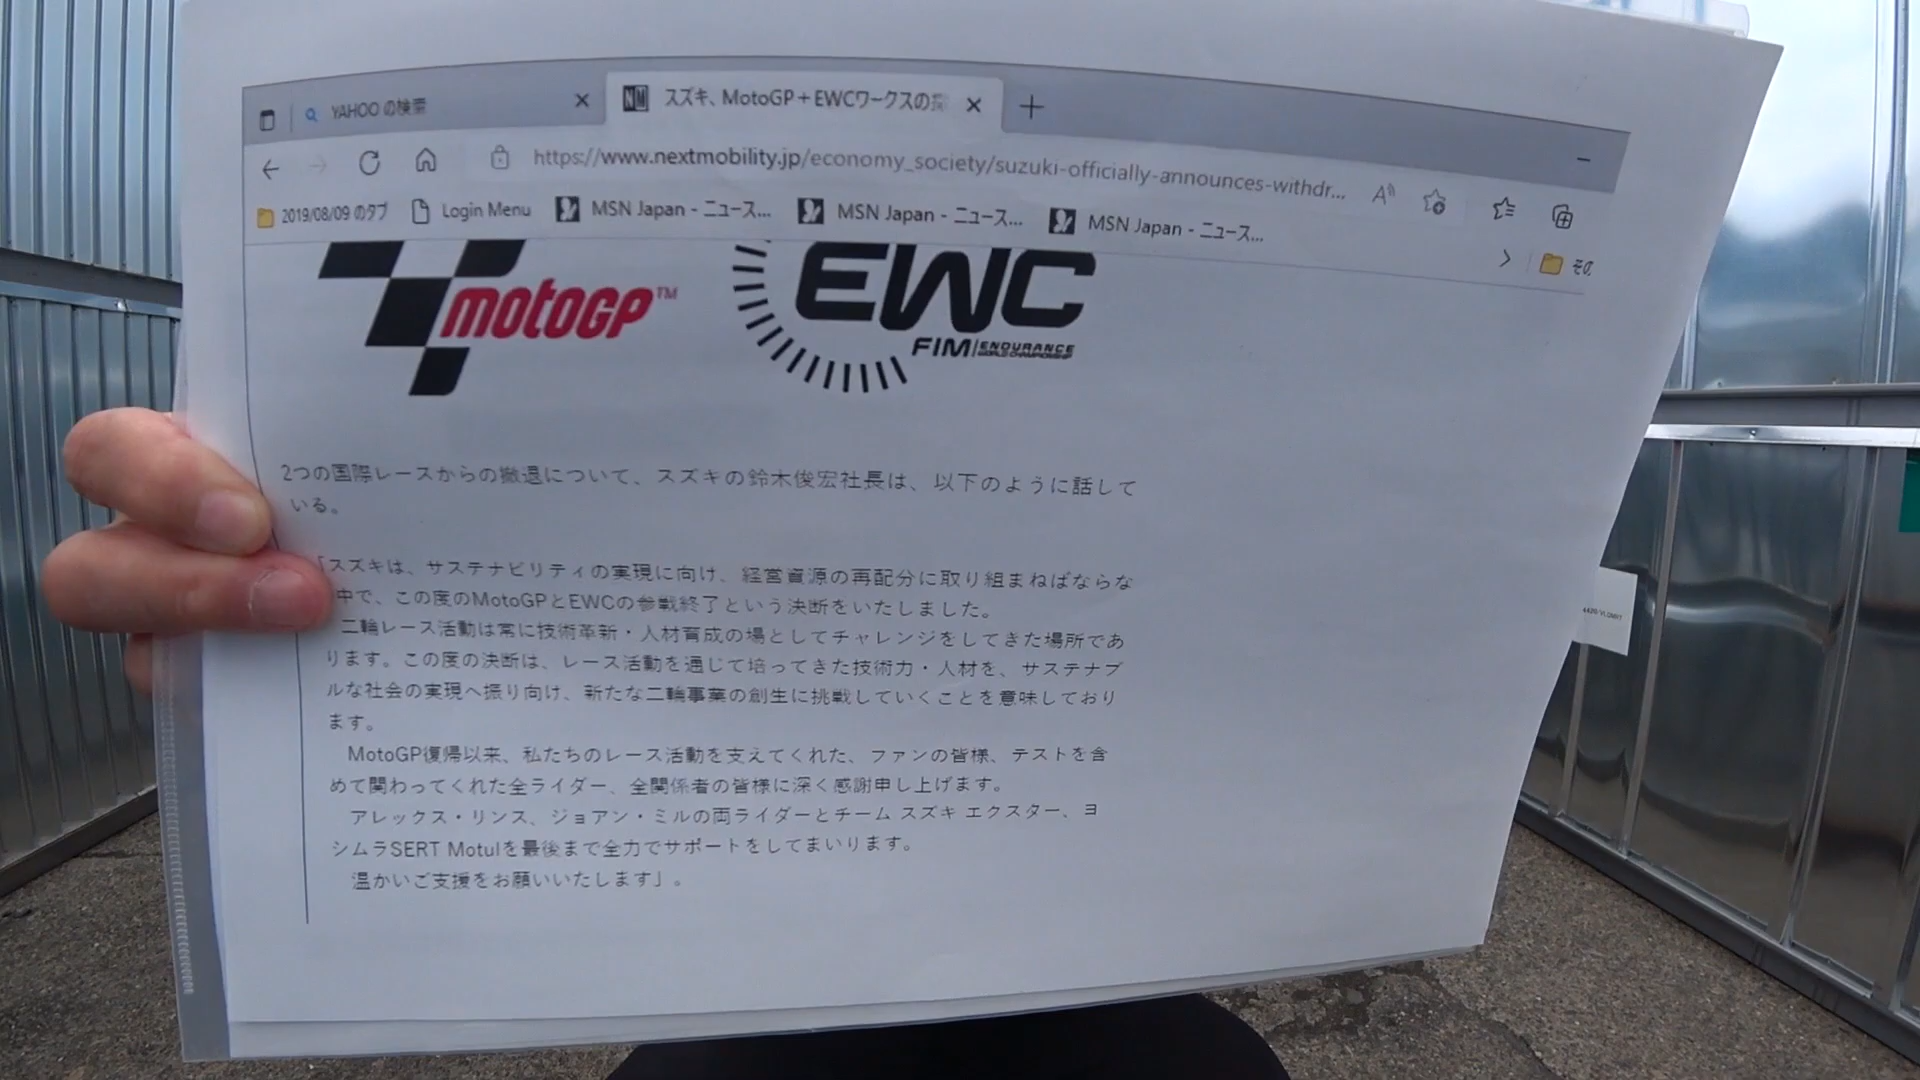 YAHOO の検索
スズキ、MotoGP+EWCワークスの
https://www.nextmobility.jp/economy_society/suzuki-officially-announces-withdr...
2019/08/09 のタブ Login Menu MSN Japan - ニュース... MSN Japan - ニュース... MSN Japan - ニュース...
その
motoGP™
EWC
FIM ENDURANCE
WORLD CHAMPIONSHIP
2つの国際レースからの撤退について、スズキの鈴木俊宏社長は、以下のように話して
いる。
「スズキは、サステナビリティの実現に向け、経営資源の再配分に取り組まねばならな
中で、この度のMotoGPとEWCの参戦終了という決断をいたしました。
二輪レース活動は常に技術革新・人材育成の場としてチャレンジをしてきた場所であ
ります。この度の決断は、レース活動を通じて培ってきた技術力・人材を、サステナブ
ルな社会の実現へ振り向け、新たな二輪事業の創生に挑戦していくことを意味しており
ます。
MotoGP復帰以来、私たちのレース活動を支えてくれた、ファンの皆様、テストを含
めて関わってくれた全ライダー、全関係者の皆様に深く感謝申し上げます。
アレックス・リンス、ジョアン・ミルの両ライダーとチーム スズキ エクスター、ヨ
シムラSERT Motulを最後まで全力でサポートをしてまいります。
温かいご支援をお願いいたします」。